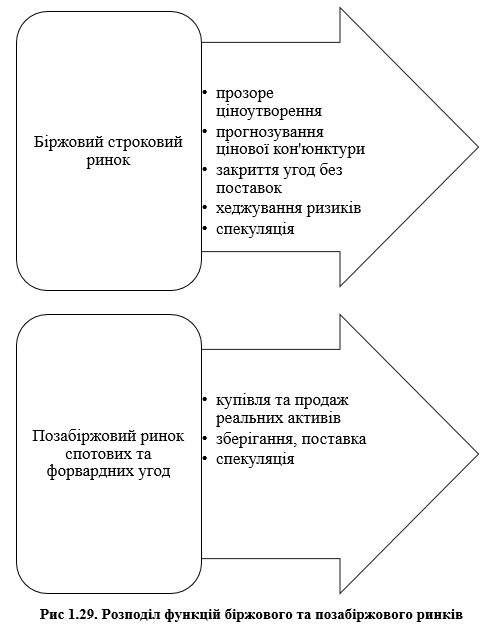 Біржовий строковий
ринок
• прозоре
ціноутворення
• прогнозування
цінової кон'юнктури
• закриття угод без
поставок
• хеджування ризиків
• спекуляція
Позабіржовий ринок
спотових та
форвардних угод
• купівля та продаж
реальних активів
• зберігання, поставка
• спекуляція
Рис 1.29. Розподіл функцій біржового та позабіржового ринків